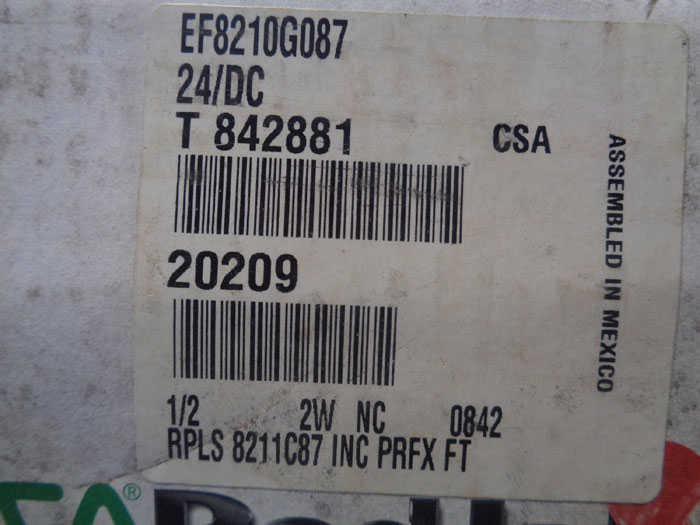 EF8210G087
24/DC
T 842881
CSA
ASSEMBLED IN MEXICO
20209
1/2 2W NC 0842
RPLS 8211C87 INC PRFX FT